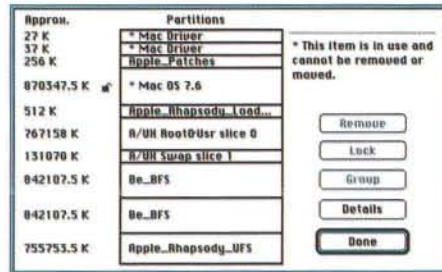 Approx. Partitions
27 K * Mac Driver
37 K * Mac Driver
256 K Apple_Patches
870347.5 K * Mac OS 7.6
512 K Apple_Rhapsody_Load...
767158 K A/UX Root&Usr slice 0
131070 K A/UX Swap slice 1
842107.5 K Be_BFS
842107.5 K Be_BFS
755753.5 K Apple_Rhapsody_UFS
* This item is in use and
cannot be removed or
moved.
Remove
Lock
Group
Details
Done